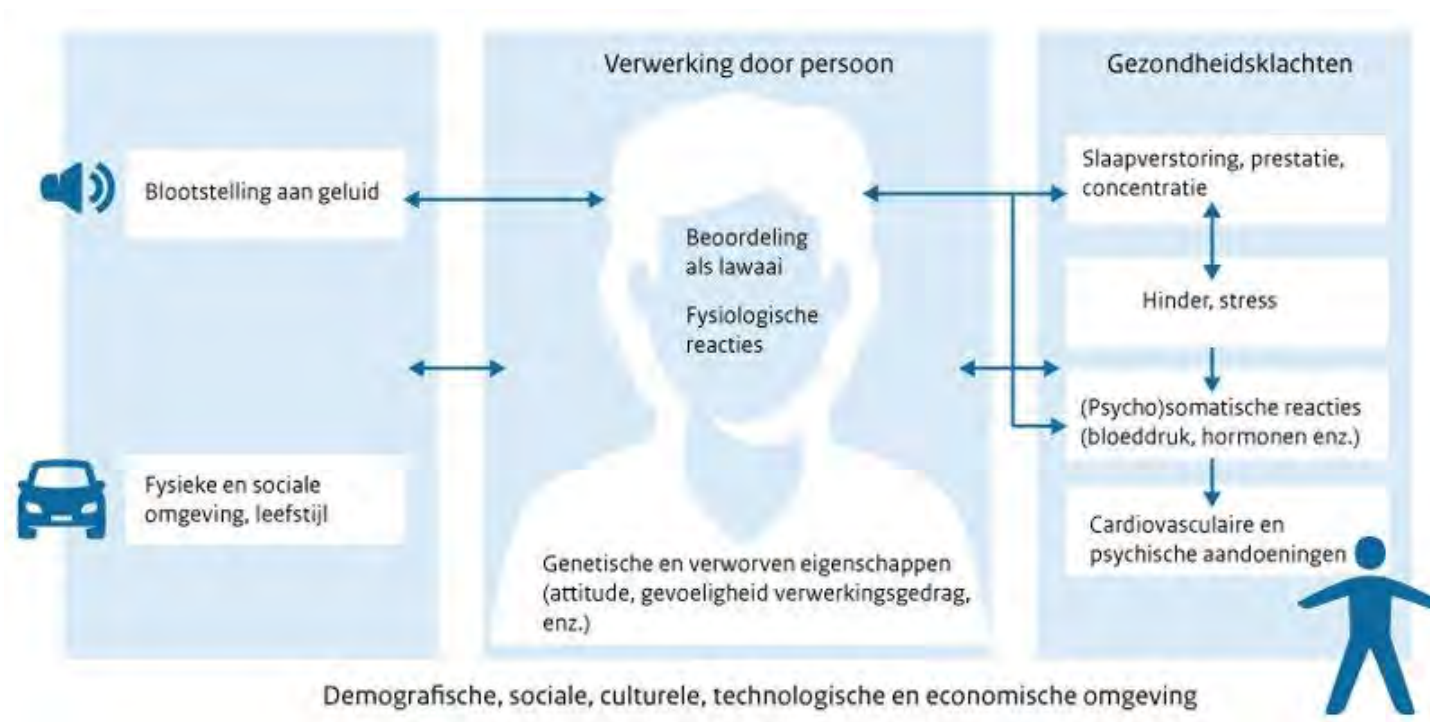 Verwerking door persoon
Gezondheidsklachten
Blootstelling aan geluid
Fysieke en sociale
omgeving, leefstijl
Beoordeling
als lawaai
Fysiologische
reacties
Genetische en verworven eigenschappen
(attitude, gevoeligheid verwerkingsgedrag,
enz.)
Slaapverstoring, prestatie,
concentratie
Hinder, stress
(Psycho)somatische reacties
(bloeddruk, hormonen enz.)
Cardiovasculaire en
psychische aandoeningen
Demografische, sociale, culturele, technologische en economische omgeving